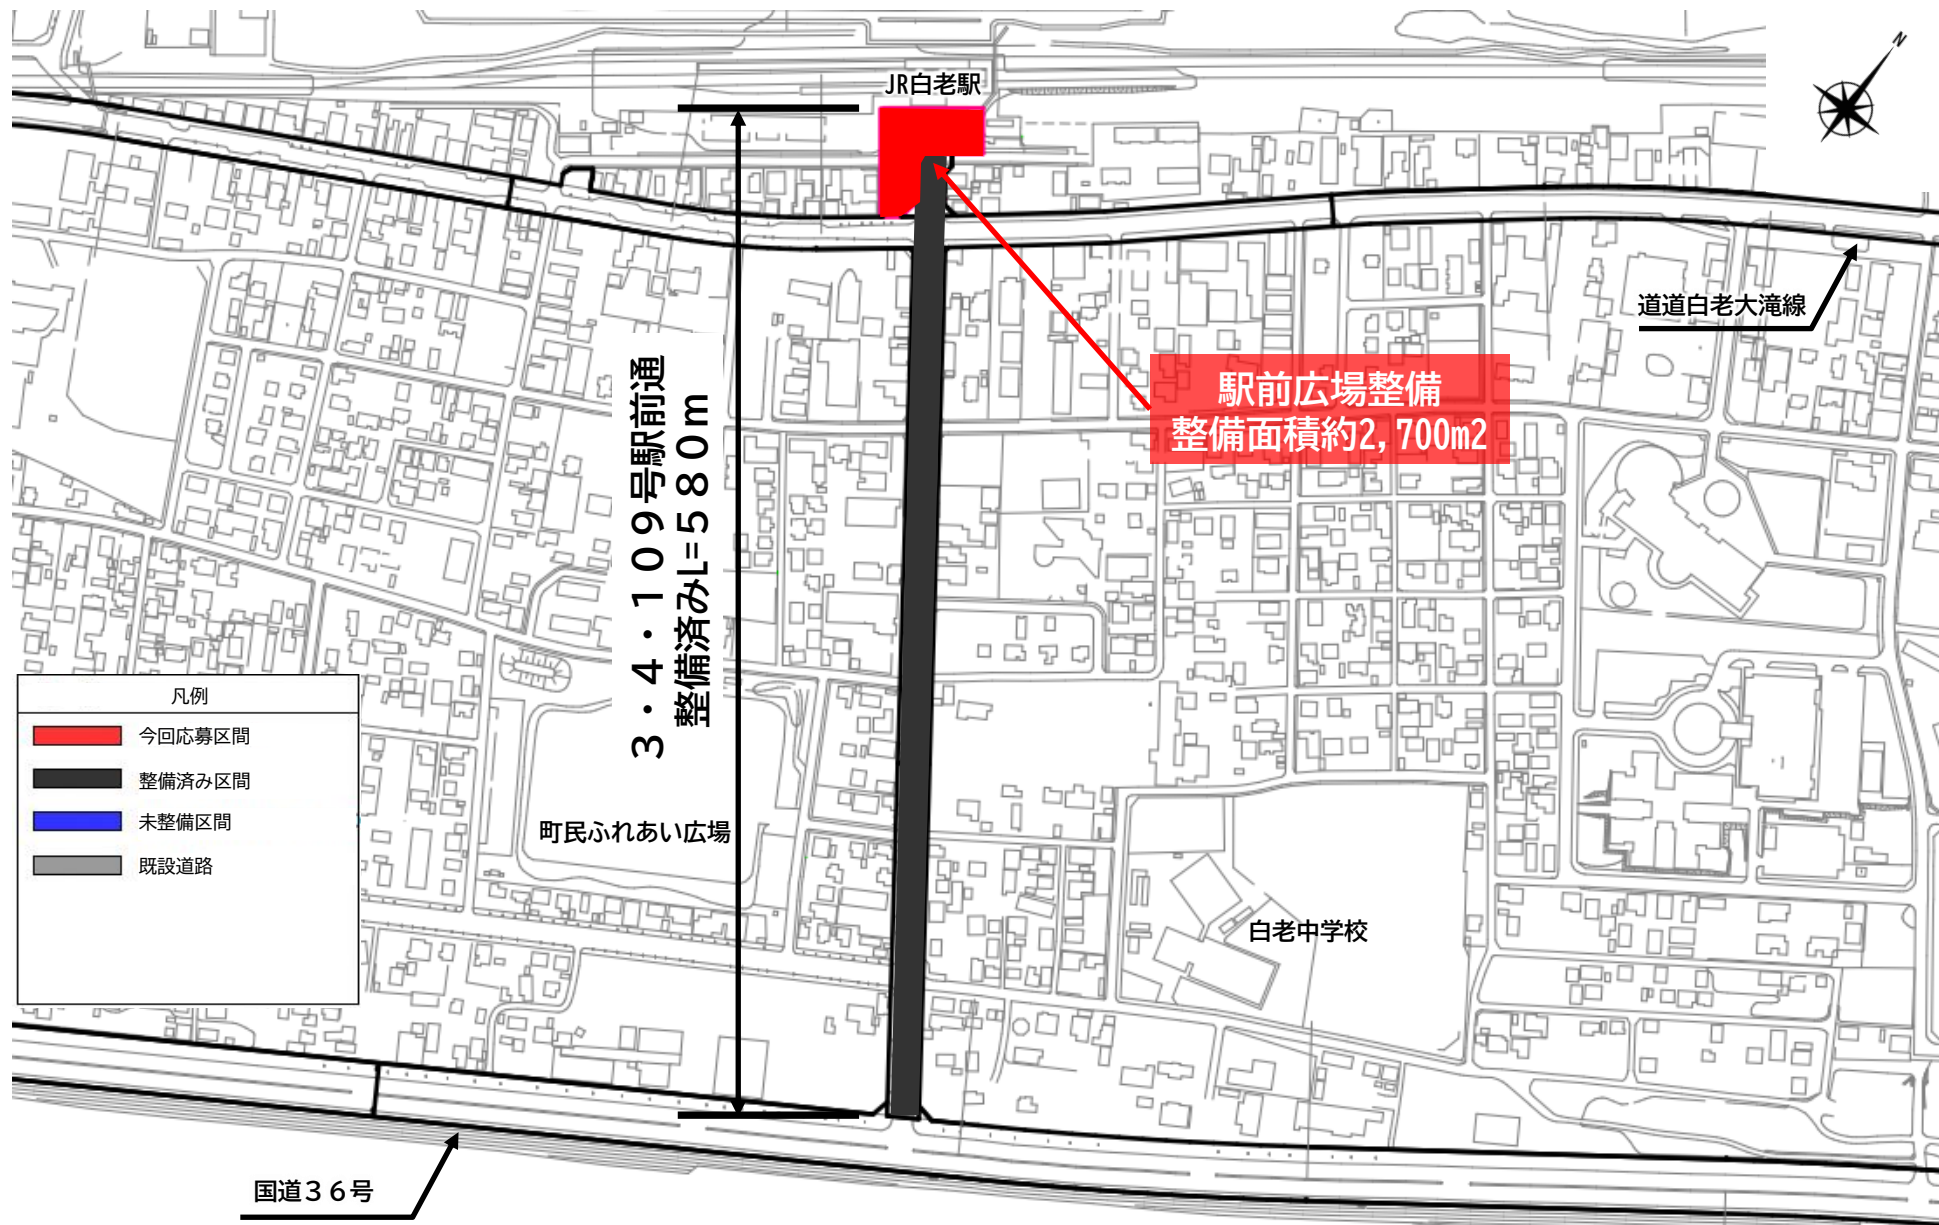 N
JR白老駅
道道白老大滝線
駅前広場整備
整備面積約2,700m2
３・４・１０９号駅前通
整備済みL=５８０ｍ
凡例
今回応募区間
整備済み区間
未整備区間
既設道路
町民ふれあい広場
白老中学校
国道３６号